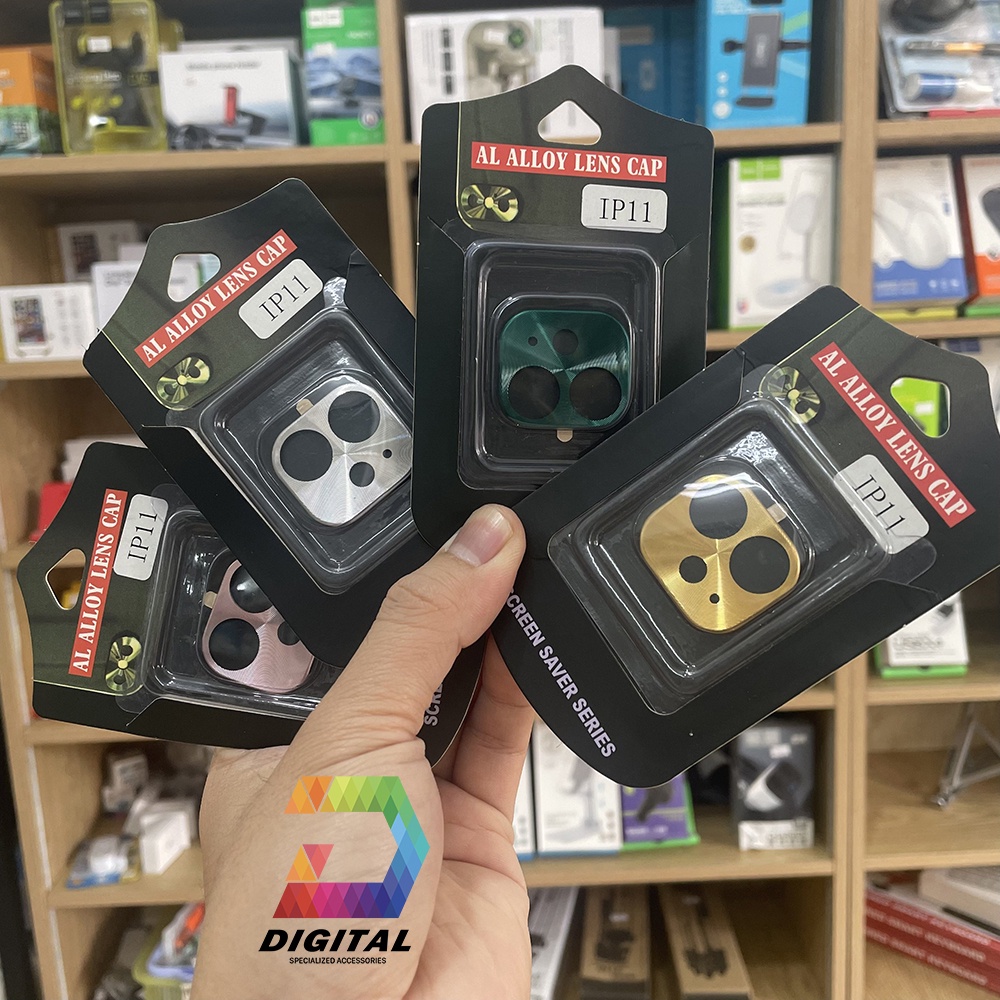 AL ALLOY LENS CAP
IP11
AL ALLOY LENS CAP
IP11
AL ALLOY LENS CAP
IP11
AL ALLOY LENS CAP
IP11
SCREEN SAVER SERIES
DIGITAL
SPECIALIZED ACCESSORIES